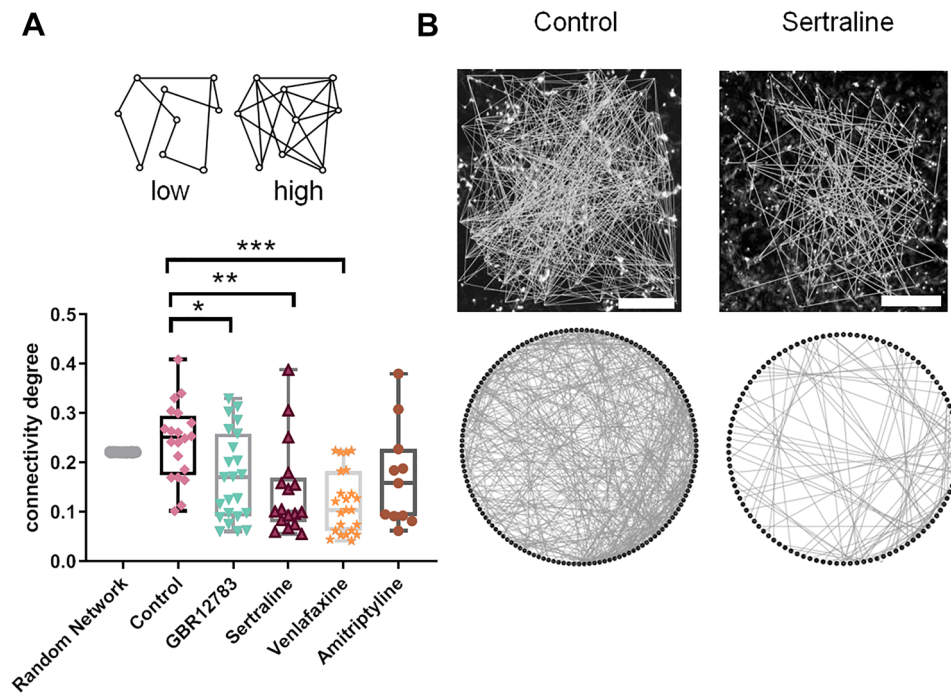 A
low
high
***
**
*
connectivity degree
0.5
0.4
0.3
0.2
0.1
0.0
Random Network
Control
GBR12783
Sertraline
Venlafaxine
Amitriptyline
B
Control
Sertraline